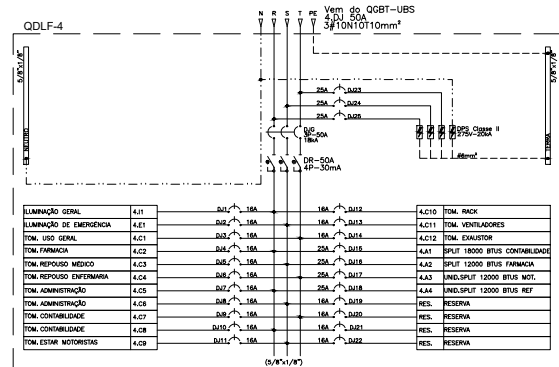 QDLF-4
N R S T PE
Vem do QGBT-UBS
4.DJ 50A
3#10N10T10mm²
5/8"x1/8"
5/8"x1/8"
25A DJ23
25A DJ24
25A DJ25
DPS Classe II
275V-20kA
DJG
3P-50A
18kA
#6mm²
NEUTRO
TERRA
DR-50A
4P-30mA
ILUMINAÇÃO GERAL 4.I1 DJ1 16A 16A DJ12 4.C10 TOM. RACK
ILUMINAÇÃO DE EMERGÊNCIA 4.E1 DJ2 16A 16A DJ13 4.C11 TOM. VENTILADORES
TOM. USO GERAL 4.C1 DJ3 16A 16A DJ14 4.C12 TOM. EXAUSTOR
TOM. FARMACIA 4.C2 DJ4 16A 25A DJ15 4.A1 SPLIT 18000 BTUS CONTABILIDADE
TOM. REPOUSO MÉDICO 4.C3 DJ5 16A 25A DJ16 4.A2 SPLIT 12000 BTUS FARMACIA
TOM. REPOUSO ENFERMARIA 4.C4 DJ6 16A 25A DJ17 4.A3 UNID.SPLIT 12000 BTUS MOT.
TOM. ADMINISTRAÇÃO 4.C5 DJ7 16A 25A DJ18 4.A4 UNID.SPLIT 12000 BTUS REF
TOM. ADMINISTRAÇÃO 4.C6 DJ8 16A 16A DJ19 RES. RESERVA
TOM. CONTABILIDADE 4.C7 DJ9 16A 16A DJ20 RES. RESERVA
TOM. CONTABILIDADE 4.C8 DJ10 16A 16A DJ21 RES. RESERVA
TOM. ESTAR MOTORISTAS 4.C9 DJ11 16A 16A DJ22 RES. RESERVA
(5/8"x1/8")